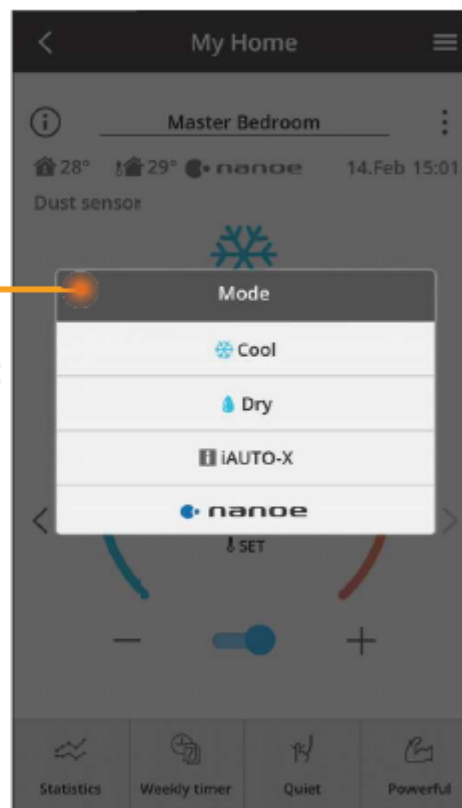 My Home
Master Bedroom
28° 29° nanoe 14.Feb 15:01
Dust sensor
Mode
Cool
Dry
iAUTO-X
nanoe
SET
Statistics Weekly timer Quiet Powerful